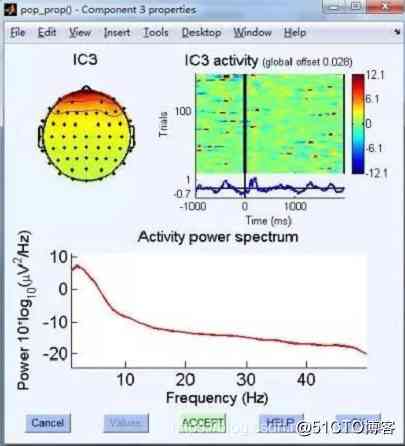 pop_prop() - Component 3 properties
File Edit View Insert Tools Desktop Window Help
IC3
IC3 activity (global offset 0.028)
Trials
100
12.1
6.1
0
-6.1
-12.1
1
-0.7
-1000 0 1000
Time (ms)
Activity power spectrum
Power 10*log10(μV2/Hz)
10
0
-10
-20
10 20 30 40
Frequency (Hz)
Cancel Values ACCEPT HELP
@51CTO博客